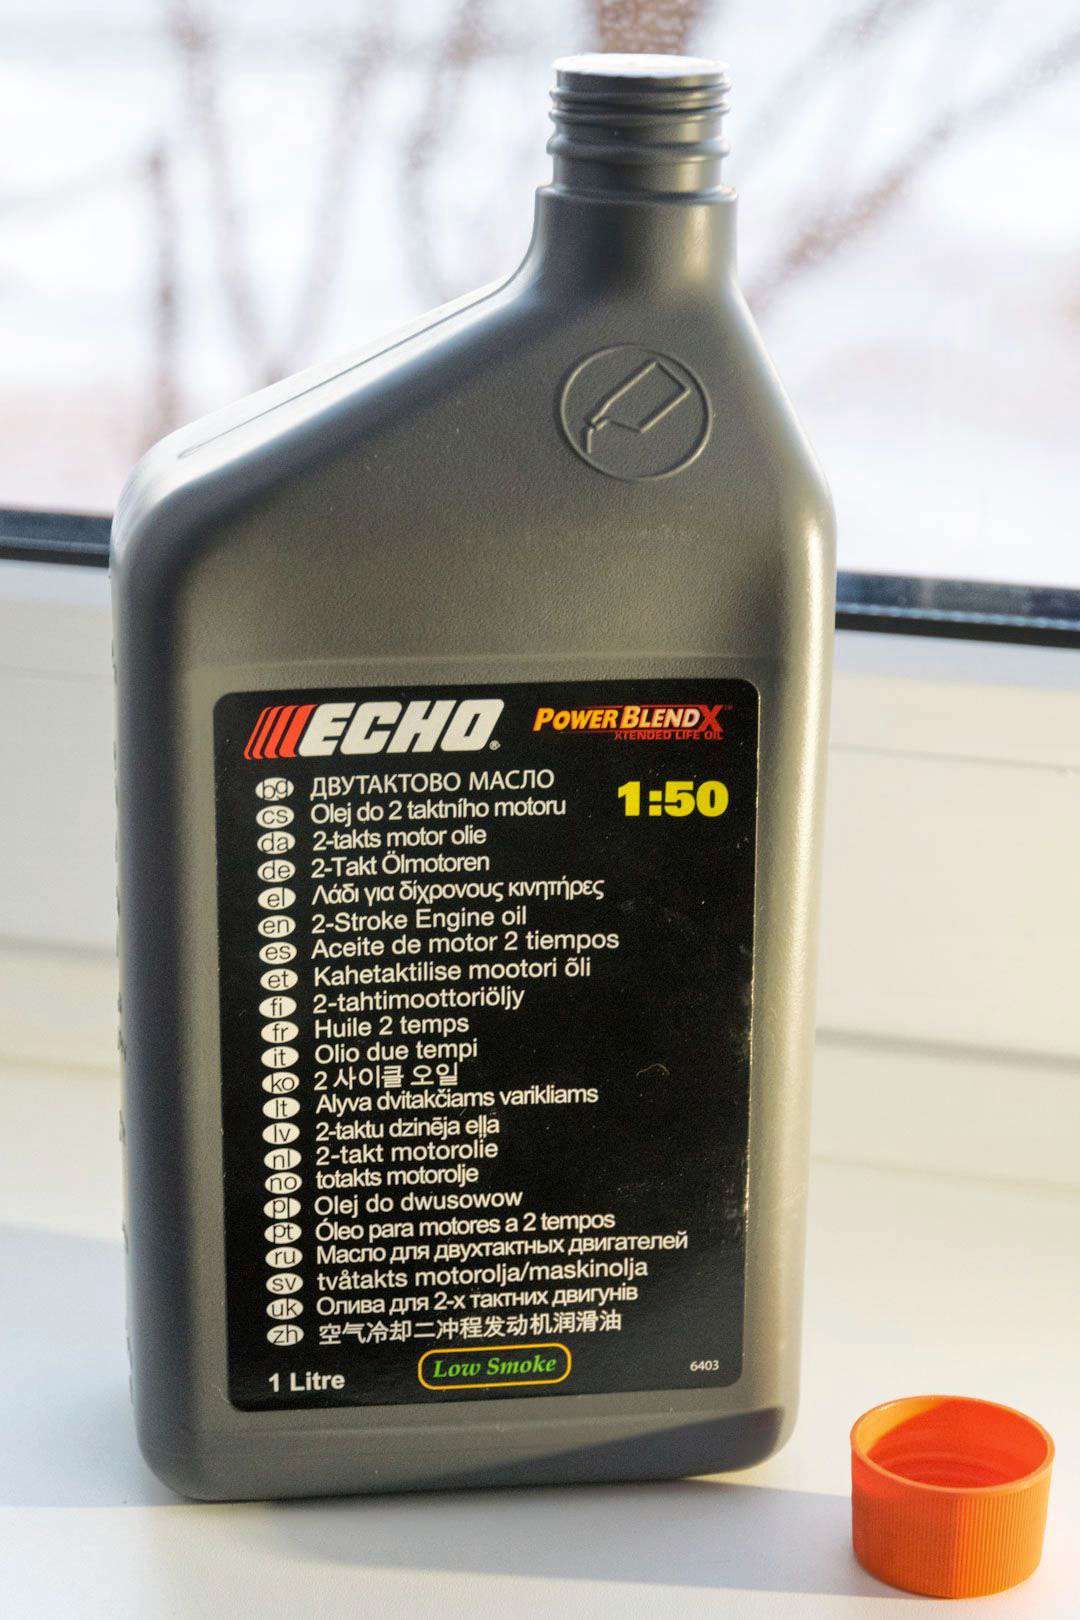 ECHO®
POWER BLEND X™
XTENDED LIFE OIL
1:50
bg ДВУТАКТОВО МАСЛО
cs Olej do 2 taktního motoru
da 2-takts motor olie
de 2-Takt Ölmotoren
el Λάδι για δίχρονους κινητήρες
en 2-Stroke Engine oil
es Aceite de motor 2 tiempos
et Kahetaktilise mootori õli
fi 2-tahtimoottoriöljy
fr Huile 2 temps
it Olio due tempi
ko 2 사이클 오일
lt Alyva dvitakčiams varikliams
lv 2-taktu dzinēja eļļa
nl 2-takt motorolie
no totakts motorolje
pl Olej do dwusowow
pt Óleo para motores a 2 tempos
ru Масло для двухтактных двигателей
sv tvåtakts motorolja/maskinolja
uk Олива для 2-х тактних двигунів
zh 空气冷却二冲程发动机润滑油
1 Litre
Low Smoke
6403